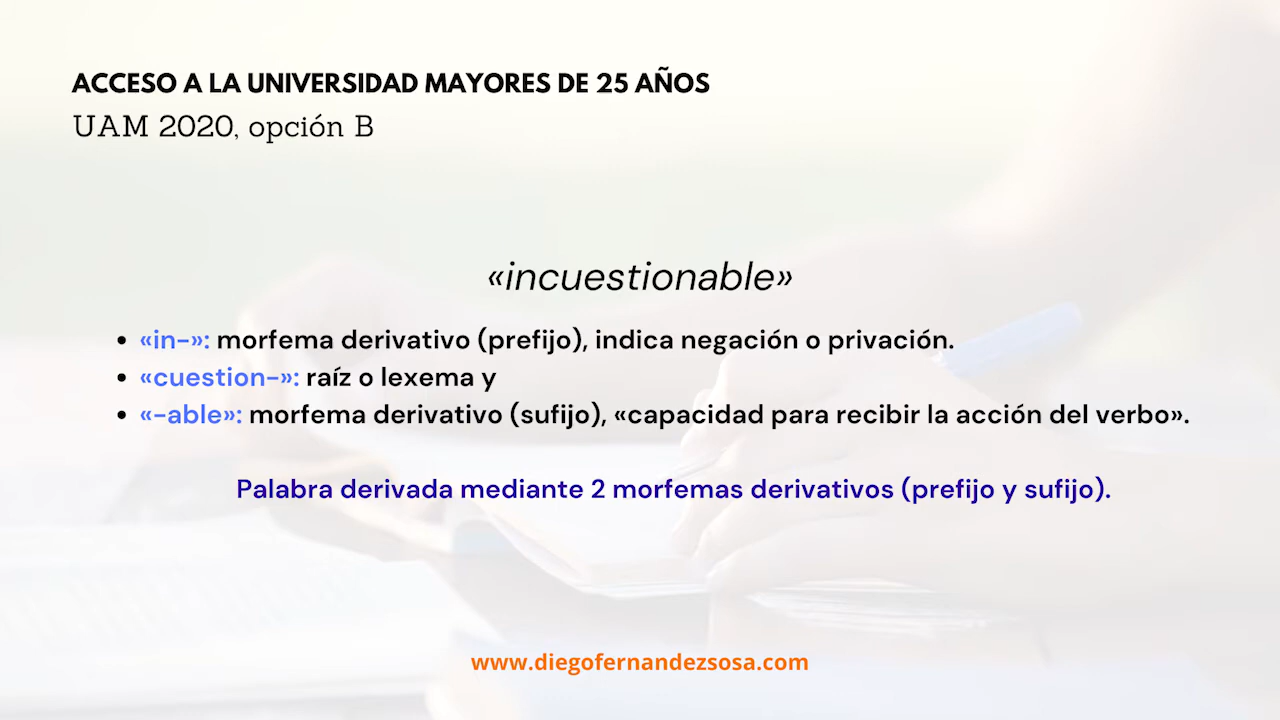 ACCESO A LA UNIVERSIDAD MAYORES DE 25 AÑOS
UAM 2020, opción B
«incuestionable»
• «in-»: morfema derivativo (prefijo), indica negación o privación.
• «cuestion-»: raíz o lexema y
• «-able»: morfema derivativo (sufijo), «capacidad para recibir la acción del verbo».
Palabra derivada mediante 2 morfemas derivativos (prefijo y sufijo).
www.diegofernandezsosa.com